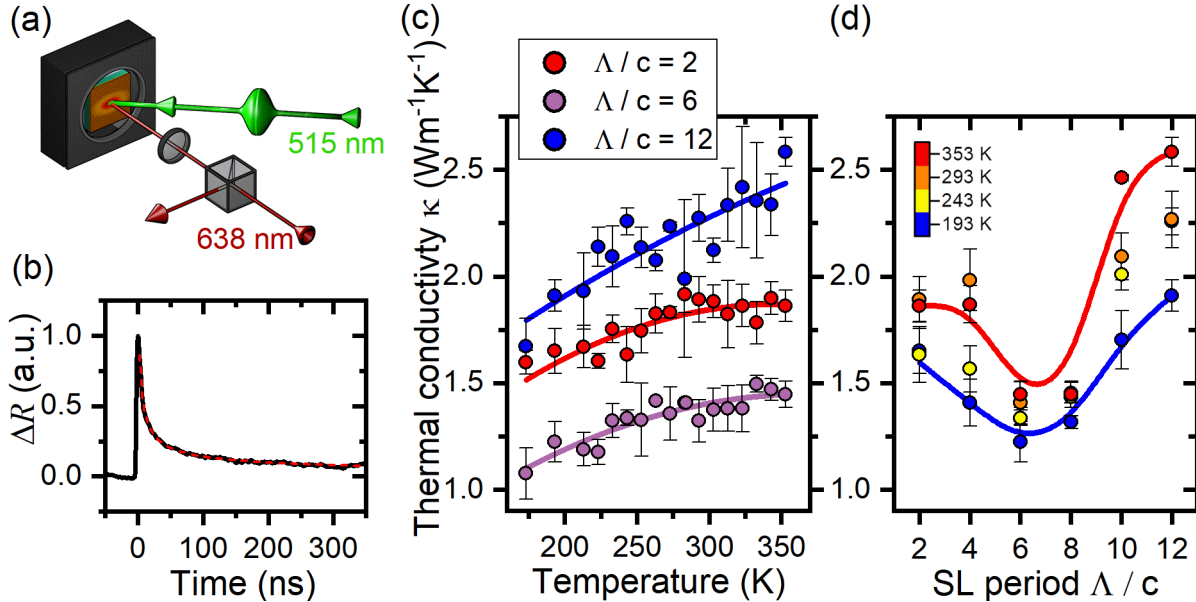 (a)
515 nm
638 nm
(b)
ΔR (a.u.)
1.0
0.5
0.0
0
100
200
300
Time (ns)
(c)
Λ / c = 2
Λ / c = 6
Λ / c = 12
Thermal conductivty κ (Wm⁻¹K⁻¹)
2.5
2.0
1.5
1.0
200
250
300
350
Temperature (K)
(d)
353 K
293 K
243 K
193 K
2.5
2.0
1.5
1.0
2
4
6
8
10
12
SL period Λ / c